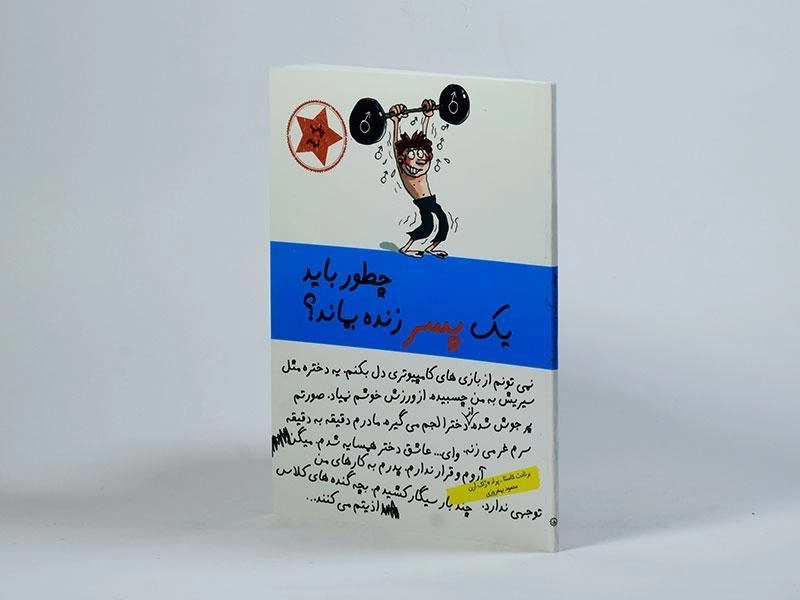 چاپ
چطور باید
یک پسر زنده بماند؟
نمی تونم از بازی های کامپیوتری دل بکنم. یه دختره مثل
سیریش به من چسبیده. از ورزش خوشم نمیاد. صورتم
پر جوش شده. از دخترا لجم می گیره. مادرم دقیقه به دقیقه
سرم غر می زنه. وای... عاشق دختر همسایه شدم. میگن
آروم و قرار ندارم. پدرم به کارهای من
توجهی ندارد. چند بار سیگار کشیدم. بچه گنده های کلاس
اذیتم می کنند...